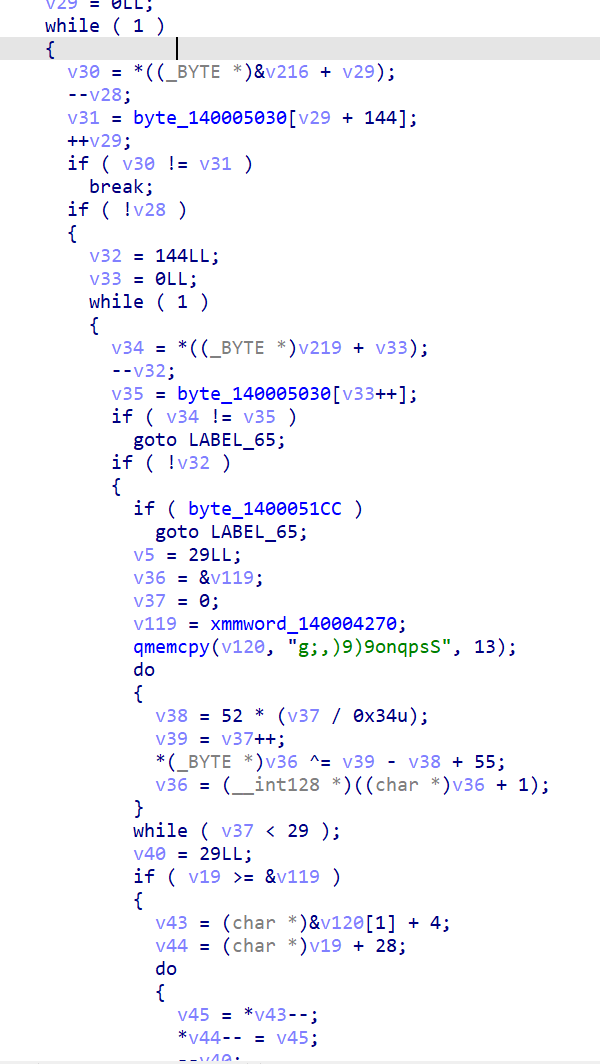 v29 = 0LL;
while ( 1 )
{
v30 = *((_BYTE *)&v216 + v29);
--v28;
v31 = byte_140005030[v29 + 144];
++v29;
if ( v30 != v31 )
break;
if ( !v28 )
{
v32 = 144LL;
v33 = 0LL;
while ( 1 )
{
v34 = *((_BYTE *)v219 + v33);
--v32;
v35 = byte_140005030[v33++];
if ( v34 != v35 )
goto LABEL_65;
if ( !v32 )
{
if ( byte_1400051CC )
goto LABEL_65;
v5 = 29LL;
v36 = &v119;
v37 = 0;
v119 = xmmword_140004270;
qmemcpy(v120, "g;,)9)9onqpsS", 13);
do
{
v38 = 52 * (v37 / 0x34u);
v39 = v37++;
*(_BYTE *)v36 ^= v39 - v38 + 55;
v36 = (__int128 *)((char *)v36 + 1);
}
while ( v37 < 29 );
v40 = 29LL;
if ( v19 >= &v119 )
{
v43 = (char *)&v120[1] + 4;
v44 = (char *)v19 + 28;
do
{
v45 = *v43--;
*v44-- = v45;
--v40;